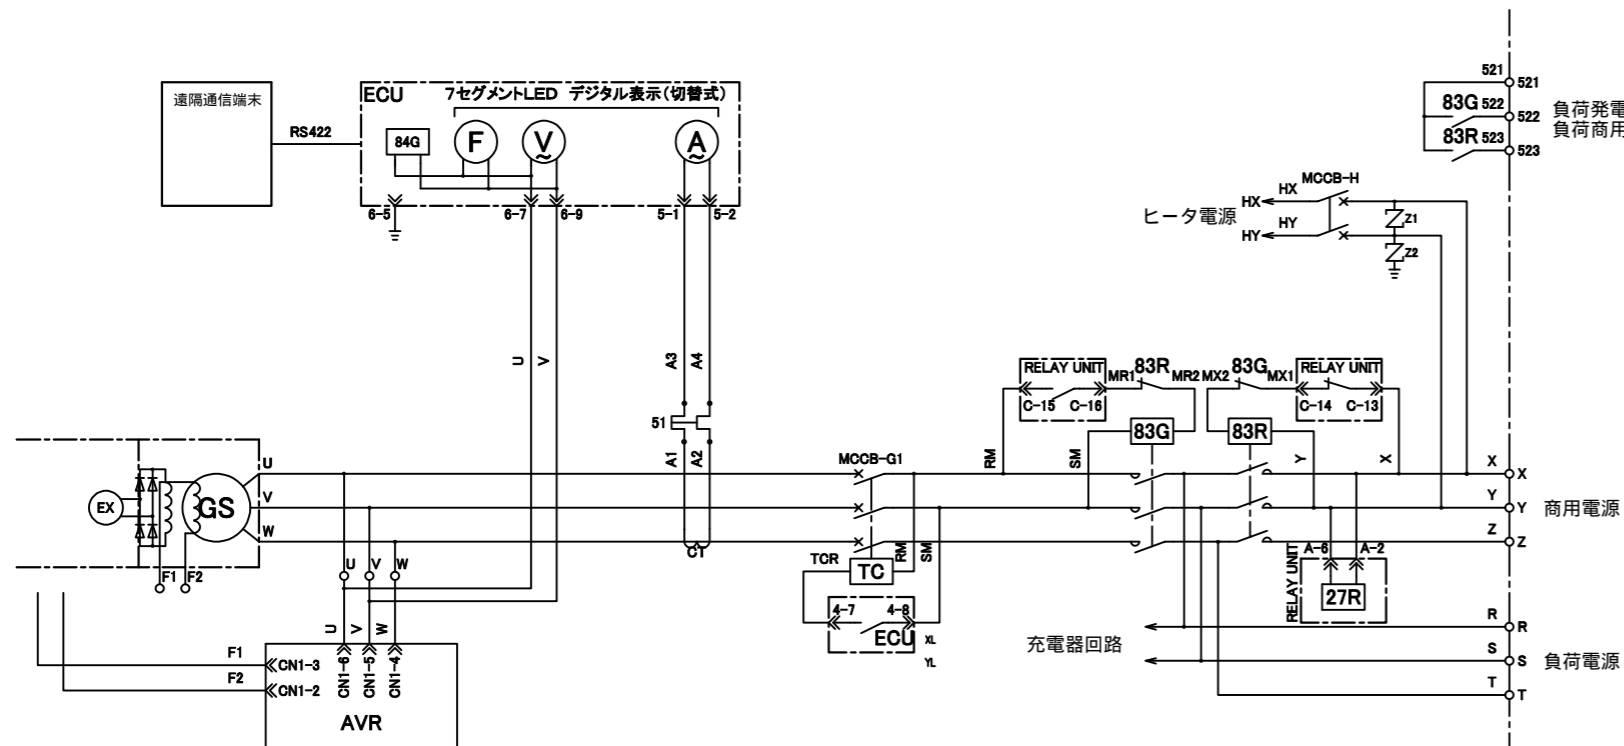 521
521
ECU
7セグメントLED デジタル表示(切替式)
遠隔通信端末
83G 522
522
負荷発電
RS422
84G
F
V
A
負荷商用
83R 523
523
MCCB-H
HX
HX
6-5
6-7
6-9
5-1
5-2
ヒータ電源
Z1
HY
HY
Z2
U
V
A3
A4
RELAY UNIT
83R
83G
RELAY UNIT
MR1
MR2
MX2
MX1
C-15
C-16
C-14
C-13
51
83G
83R
RM
SM
Y
X
A1
A2
MCCB-G1
U
X
X
EX
GS
V
Y
Y
商用電源
W
Z
Z
CT
RM
SM
A-6
A-2
F1
F2
U
V
W
TCR
TC
RELAY UNIT
27R
4-7
4-8
ECU
XL
YL
R
R
U
V
W
充電器回路
F1
CN1-3
S
S
負荷電源
CN1-6
CN1-5
CN1-4
F2
CN1-2
T
T
AVR